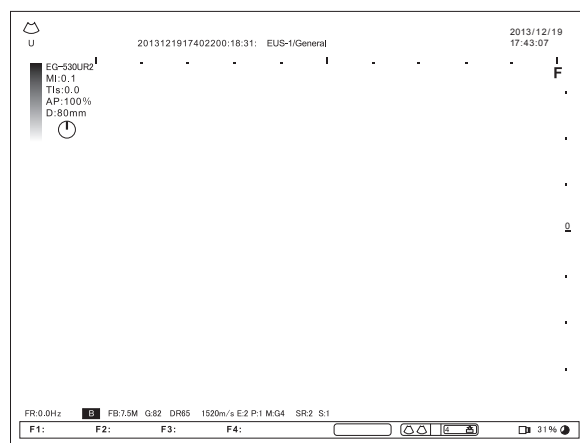 2013/12/19
U 2013121917402200:18:31: EUS-1/General 17:43:07
EG-530UR2
F
MI:0.1
TIs:0.0
AP:100%
D:80mm
0
FR:0.0Hz B FB:7.5M G:82 DR65 1520m/s E:2 P:1 M:G4 SR:2 S:1
F1: F2: F3: F4: 4 31%